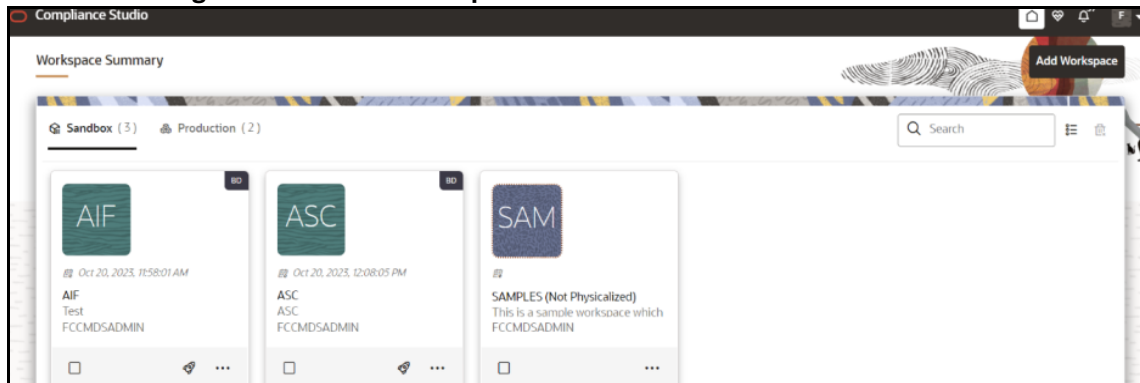 Compliance Studio
F
Workspace Summary
Add Workspace
Sandbox (3)
Production (2)
Search
BD
BD
AIF
ASC
SAM
Oct 20, 2023, 11:58:01 AM
Oct 20, 2023, 12:08:05 PM
AIF
ASC
SAMPLES (Not Physicalized)
Test
ASC
This is a sample workspace which
FCCMDSADMIN
FCCMDSADMIN
FCCMDSADMIN